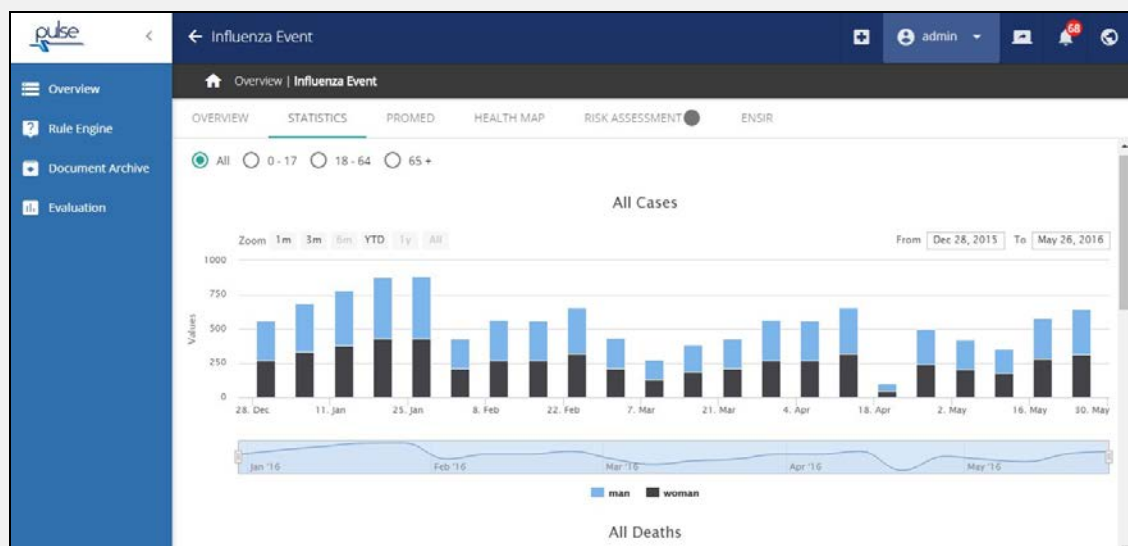 pulse
Influenza Event
admin
68
Overview | Influenza Event
Overview
Rule Engine
Document Archive
Evaluation
OVERVIEW STATISTICS PROMED HEALTH MAP RISK ASSESSMENT ENSIR
All 0 - 17 18 - 64 65 +
All Cases
Zoom 1m 3m 6m YTD 1y All From Dec 28, 2015 To May 26, 2016
1000
750
500
250
0
Values
28. Dec 11. Jan 25. Jan 8. Feb 22. Feb 7. Mar 21. Mar 4. Apr 18. Apr 2. May 16. May 30. May
Jan '16 Feb '16 Mar '16 Apr '16 May '16
man woman
All Deaths